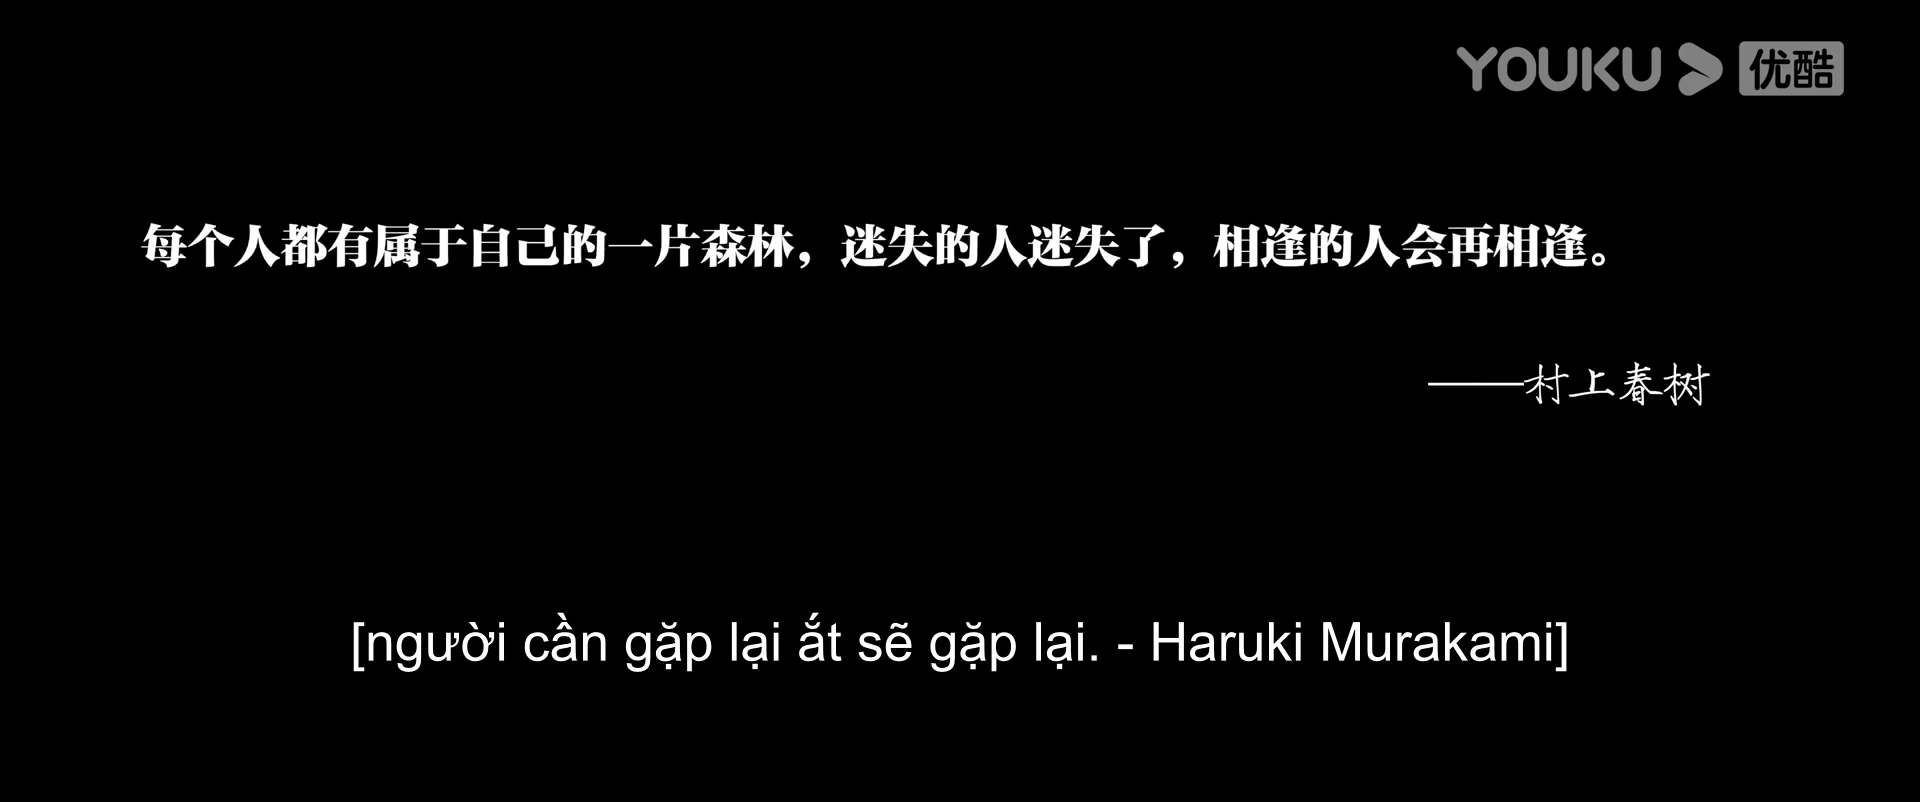 YOUKU 优酷
每个人都有属于自己的一片森林，迷失的人迷失了，相逢的人会再相逢。
——村上春树
[người cần gặp lại ắt sẽ gặp lại. - Haruki Murakami]